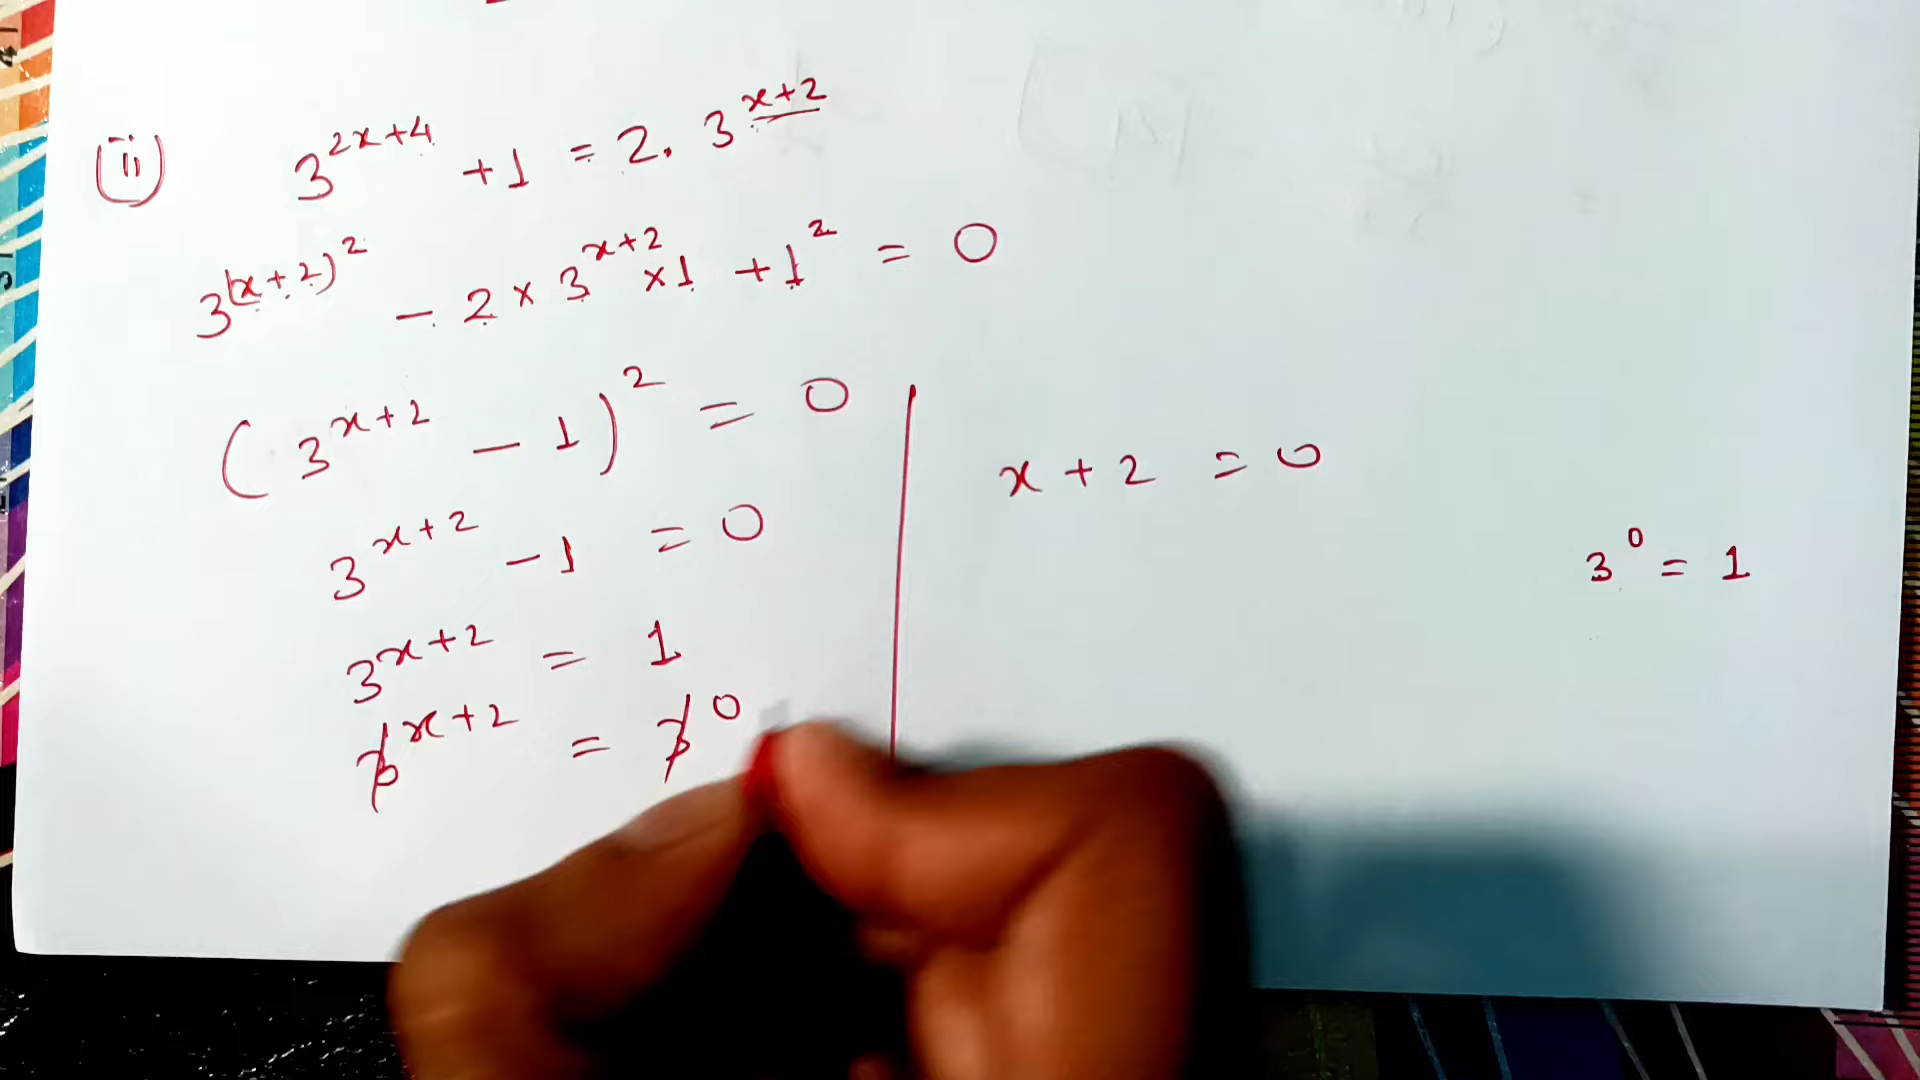 (ii) 3^{2x+4} + 1 = 2. 3^{x+2}
3^{(x+2)^2} - 2 × 3^{x+2} × 1 + 1^2 = 0
(3^{x+2} - 1)^2 = 0
3^{x+2} - 1 = 0
3^{x+2} = 1
3^{x+2} = 3^0
x + 2 = 0
3^0 = 1